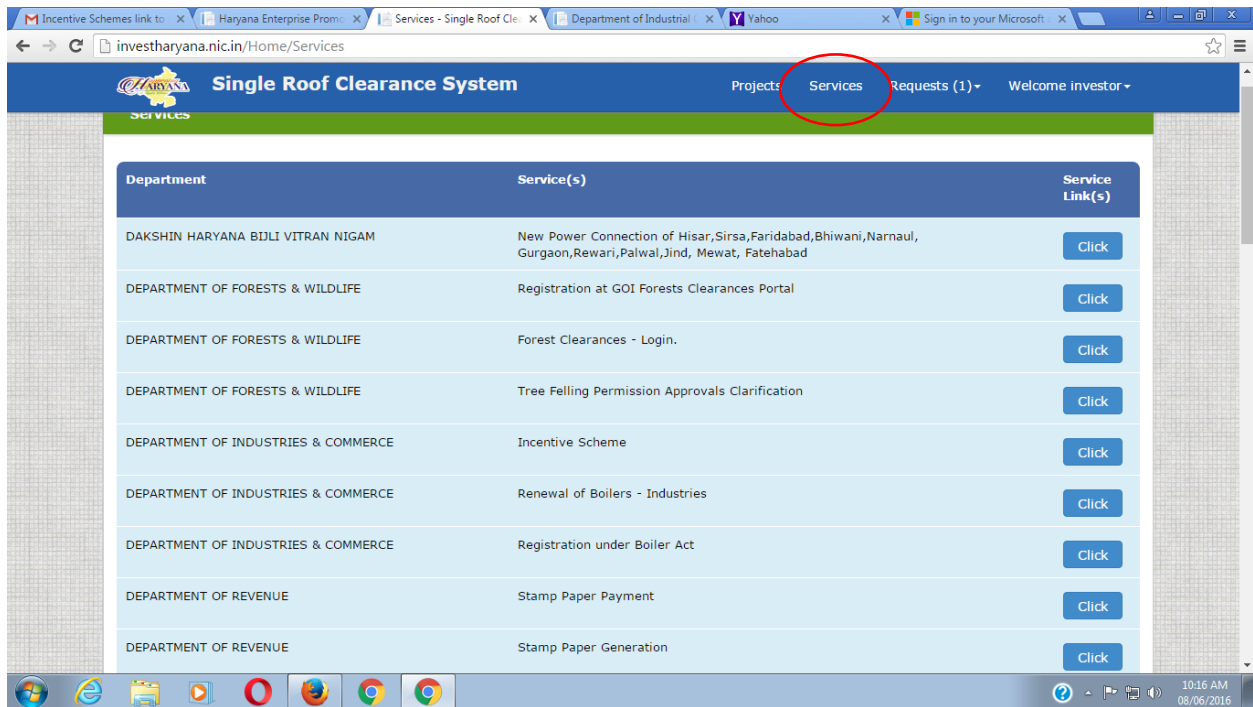 Incentive Schemes link to
Haryana Enterprise Promo
Services - Single Roof Clea
Department of Industrial
Yahoo
Sign in to your Microsoft
investharyana.nic.in/Home/Services
HARYANA Single Roof Clearance System Projects Services Requests (1) Welcome investor
Services
Department Service(s) Service
Link(s)
DAKSHIN HARYANA BIJLI VITRAN NIGAM New Power Connection of Hisar,Sirsa,Faridabad,Bhiwani,Narnaul,
Gurgaon,Rewari,Palwal,Jind, Mewat, Fatehabad Click
DEPARTMENT OF FORESTS & WILDLIFE Registration at GOI Forests Clearances Portal Click
DEPARTMENT OF FORESTS & WILDLIFE Forest Clearances - Login. Click
DEPARTMENT OF FORESTS & WILDLIFE Tree Felling Permission Approvals Clarification Click
DEPARTMENT OF INDUSTRIES & COMMERCE Incentive Scheme Click
DEPARTMENT OF INDUSTRIES & COMMERCE Renewal of Boilers - Industries Click
DEPARTMENT OF INDUSTRIES & COMMERCE Registration under Boiler Act Click
DEPARTMENT OF REVENUE Stamp Paper Payment Click
DEPARTMENT OF REVENUE Stamp Paper Generation Click
10:16 AM
08/06/2016